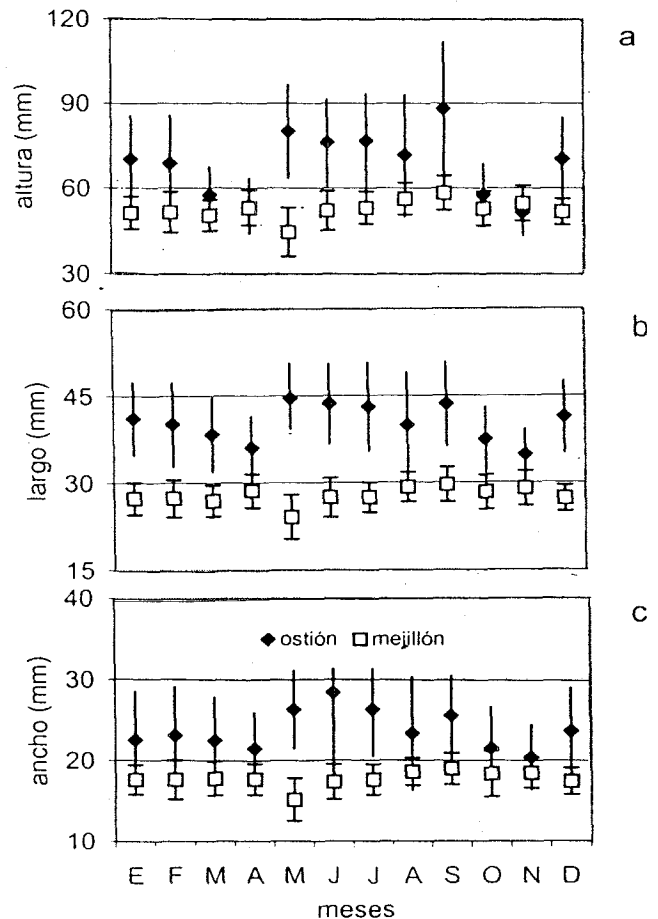 a
120
90
60
30
altura (mm)
b
60
45
30
15
largo (mm)
c
40
30
20
10
ancho (mm)
ostión mejillón
E F M A M J J A S O N D
meses